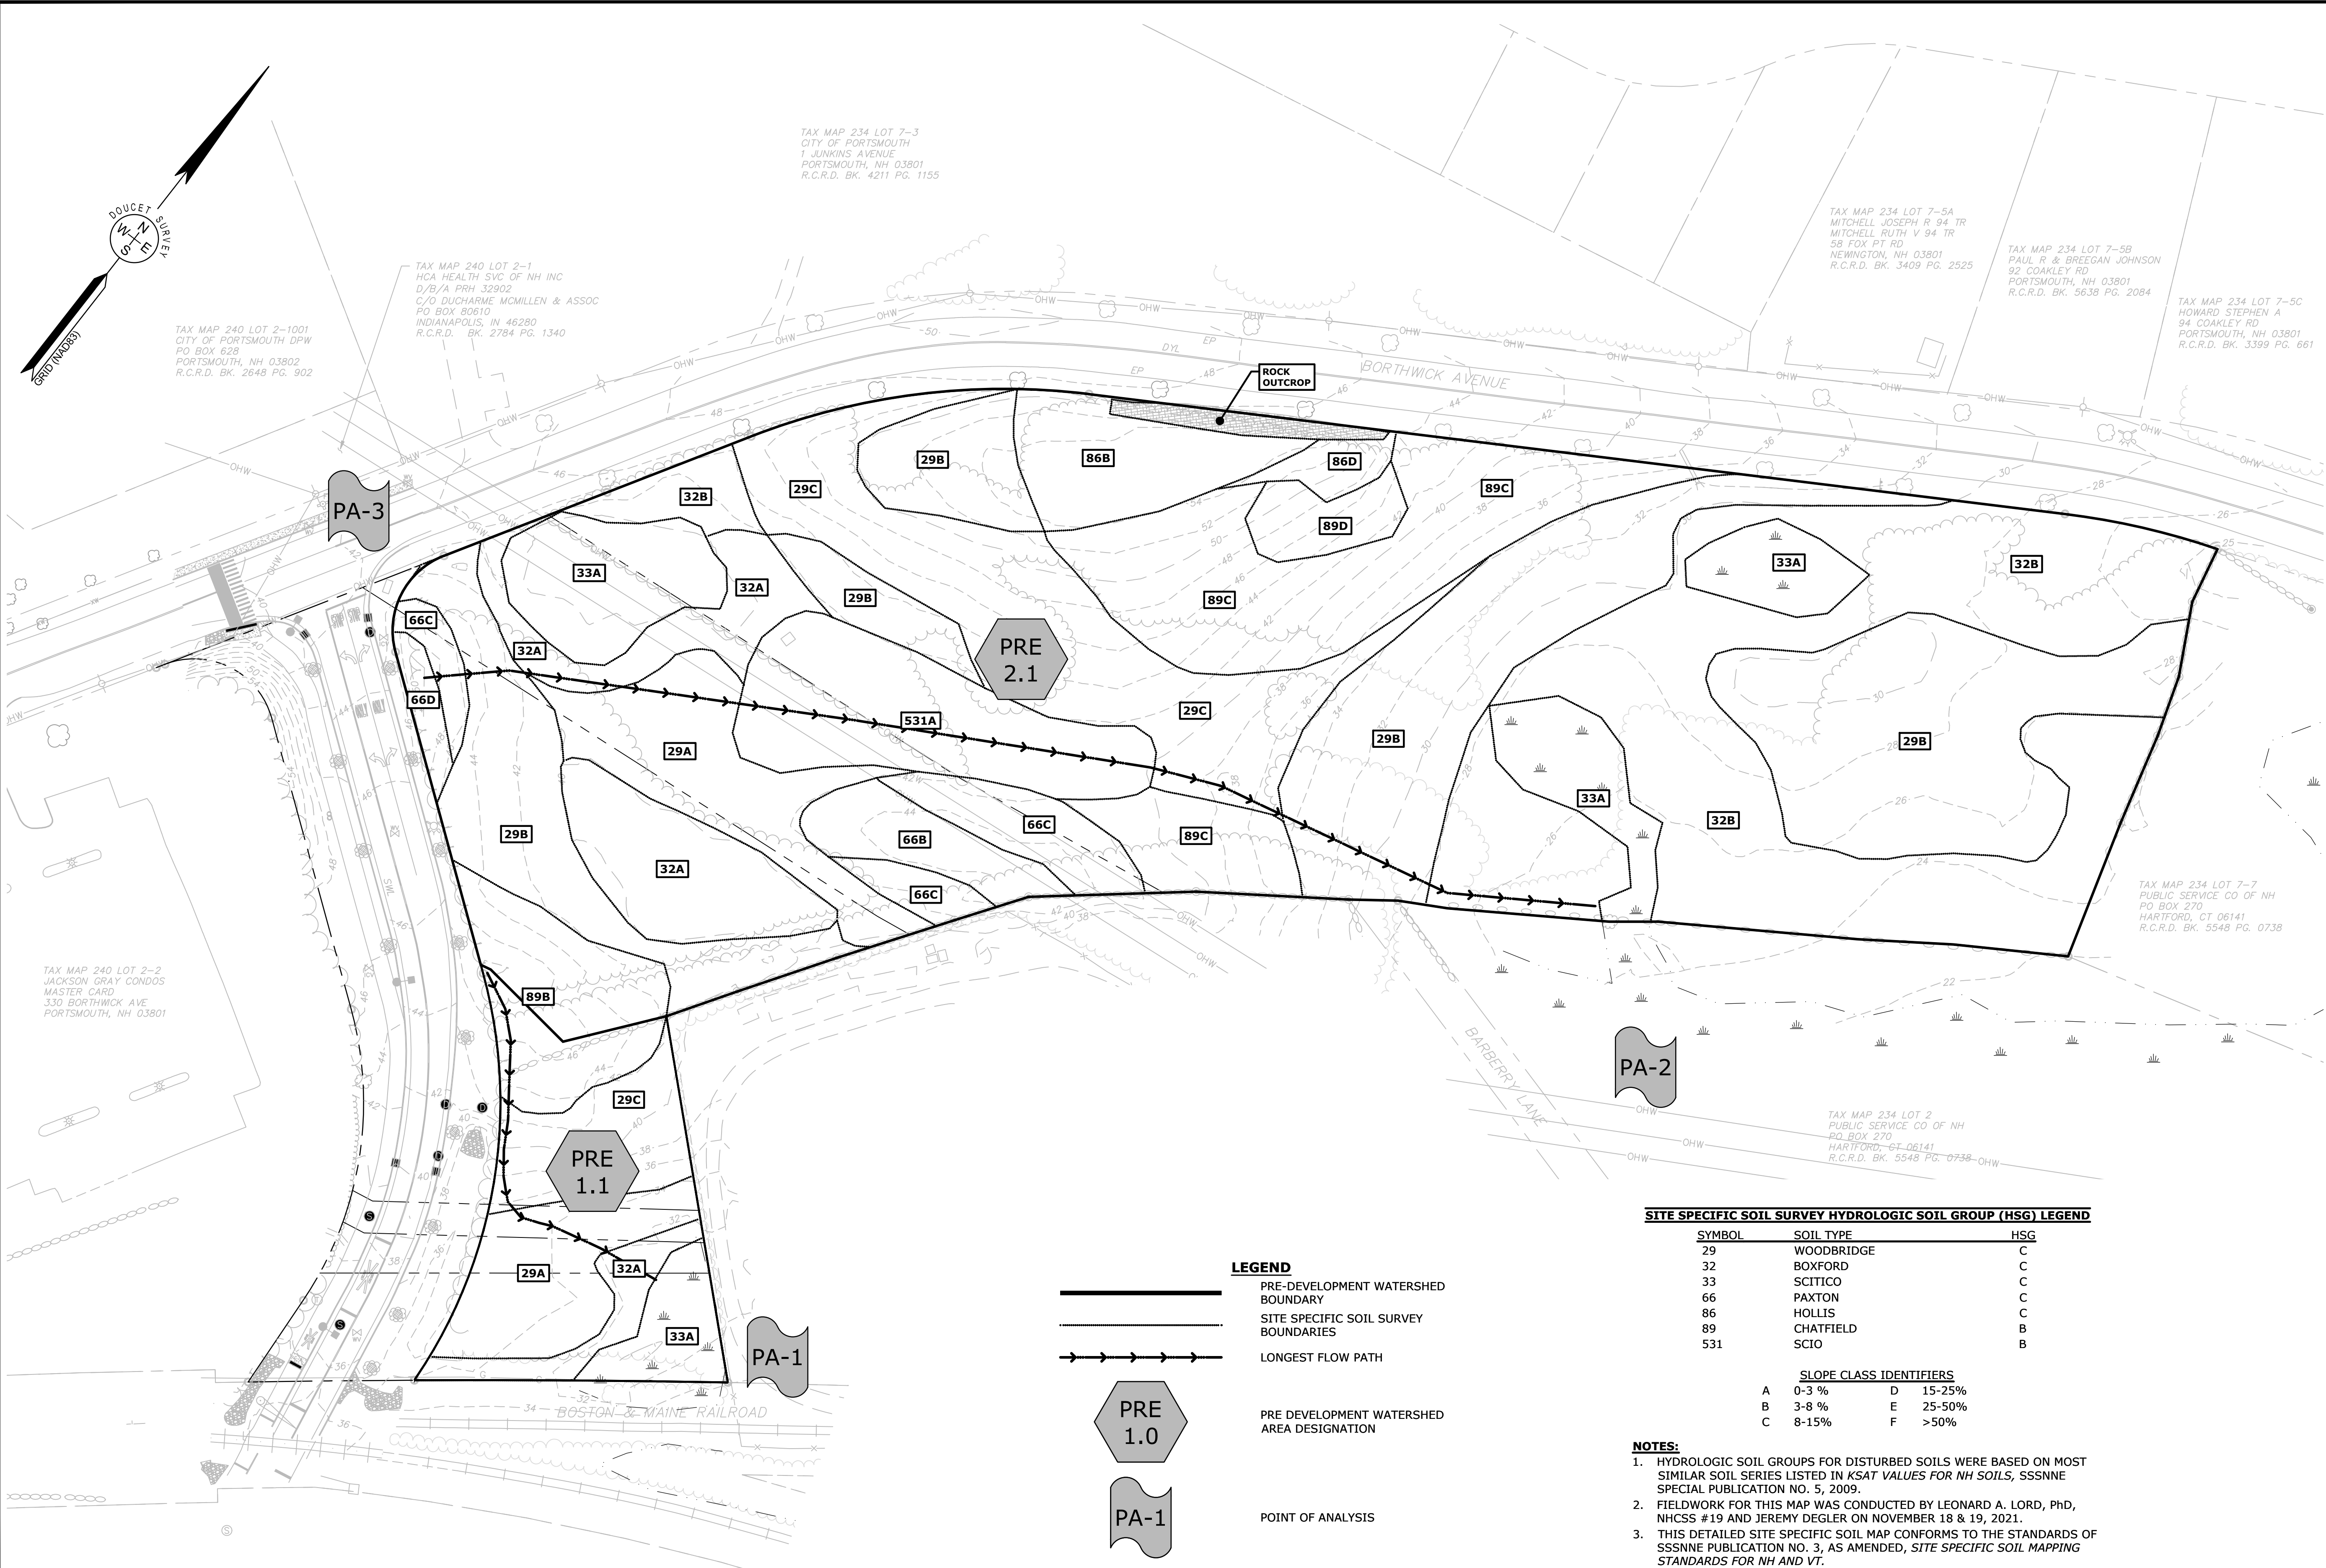 TAX MAP 234 LOT 7-3
CITY OF PORTSMOUTH
1 JUNKINS AVENUE
PORTSMOUTH, NH 03801
R.C.R.D. BK. 4211 PG. 1155
TAX MAP 234 LOT 7-5A
MITCHELL JOSEPH R 94 TR
MITCHELL RUTH V 94 TR
58 FOX PT RD
NEWINGTON, NH 03801
R.C.R.D. BK. 3409 PG. 2525
TAX MAP 234 LOT 7-5B
PAUL R & BREEGAN JOHNSON
92 COAKLEY RD
PORTSMOUTH, NH 03801
R.C.R.D. BK. 5638 PG. 2084
TAX MAP 234 LOT 7-5C
HOWARD STEPHEN A
94 COAKLEY RD
PORTSMOUTH, NH 03801
R.C.R.D. BK. 3399 PG. 661
DOUCET SURVEY
N
W
E
S
GRID (NAD83)
TAX MAP 240 LOT 2-1
HCA HEALTH SVC OF NH INC
D/B/A PRH 32902
C/O DUCHARME MCMILLEN & ASSOC
PO BOX 80610
INDIANAPOLIS, IN 46280
R.C.R.D. BK. 2784 PG. 1340
TAX MAP 240 LOT 2-1001
CITY OF PORTSMOUTH DPW
PO BOX 628
PORTSMOUTH, NH 03802
R.C.R.D. BK. 2648 PG. 902
BORTHWICK AVENUE
ROCK
OUTCROP
DYL
EP
EP
PA-3
29B
86B
86D
29C
32B
89C
89D
33A
32A
29B
89C
33A
32B
66C
32A
PRE
2.1
66D
531A
29C
29A
29B
29B
33A
32B
29B
66B
66C
89C
32A
66C
89B
TAX MAP 234 LOT 7-7
PUBLIC SERVICE CO OF NH
PO BOX 270
HARTFORD, CT 06141
R.C.R.D. BK. 5548 PG. 0738
TAX MAP 240 LOT 2-2
JACKSON GRAY CONDOS
MASTER CARD
330 BORTHWICK AVE
PORTSMOUTH, NH 03801
SWL
BARBERRY LANE
PA-2
TAX MAP 234 LOT 2
PUBLIC SERVICE CO OF NH
PO BOX 270
HARTFORD, CT 06141
R.C.R.D. BK. 5548 PG. 0738
29C
PRE
1.1
29A
32A
33A
PA-1
BOSTON & MAINE RAILROAD
LEGEND
PRE-DEVELOPMENT WATERSHED
BOUNDARY
SITE SPECIFIC SOIL SURVEY
BOUNDARIES
LONGEST FLOW PATH
PRE
1.0
PRE DEVELOPMENT WATERSHED
AREA DESIGNATION
PA-1
POINT OF ANALYSIS
SITE SPECIFIC SOIL SURVEY HYDROLOGIC SOIL GROUP (HSG) LEGEND
SYMBOL SOIL TYPE HSG
29 WOODBRIDGE C
32 BOXFORD C
33 SCITICO C
66 PAXTON C
86 HOLLIS C
89 CHATFIELD B
531 SCIO B
SLOPE CLASS IDENTIFIERS
A 0-3 % D 15-25%
B 3-8 % E 25-50%
C 8-15% F >50%
NOTES:
1. HYDROLOGIC SOIL GROUPS FOR DISTURBED SOILS WERE BASED ON MOST
SIMILAR SOIL SERIES LISTED IN KSAT VALUES FOR NH SOILS, SSSNNE
SPECIAL PUBLICATION NO. 5, 2009.
2. FIELDWORK FOR THIS MAP WAS CONDUCTED BY LEONARD A. LORD, PhD,
NHCSS #19 AND JEREMY DEGLER ON NOVEMBER 18 & 19, 2021.
3. THIS DETAILED SITE SPECIFIC SOIL MAP CONFORMS TO THE STANDARDS OF
SSSNNE PUBLICATION NO. 3, AS AMENDED, SITE SPECIFIC SOIL MAPPING
STANDARDS FOR NH AND VT.